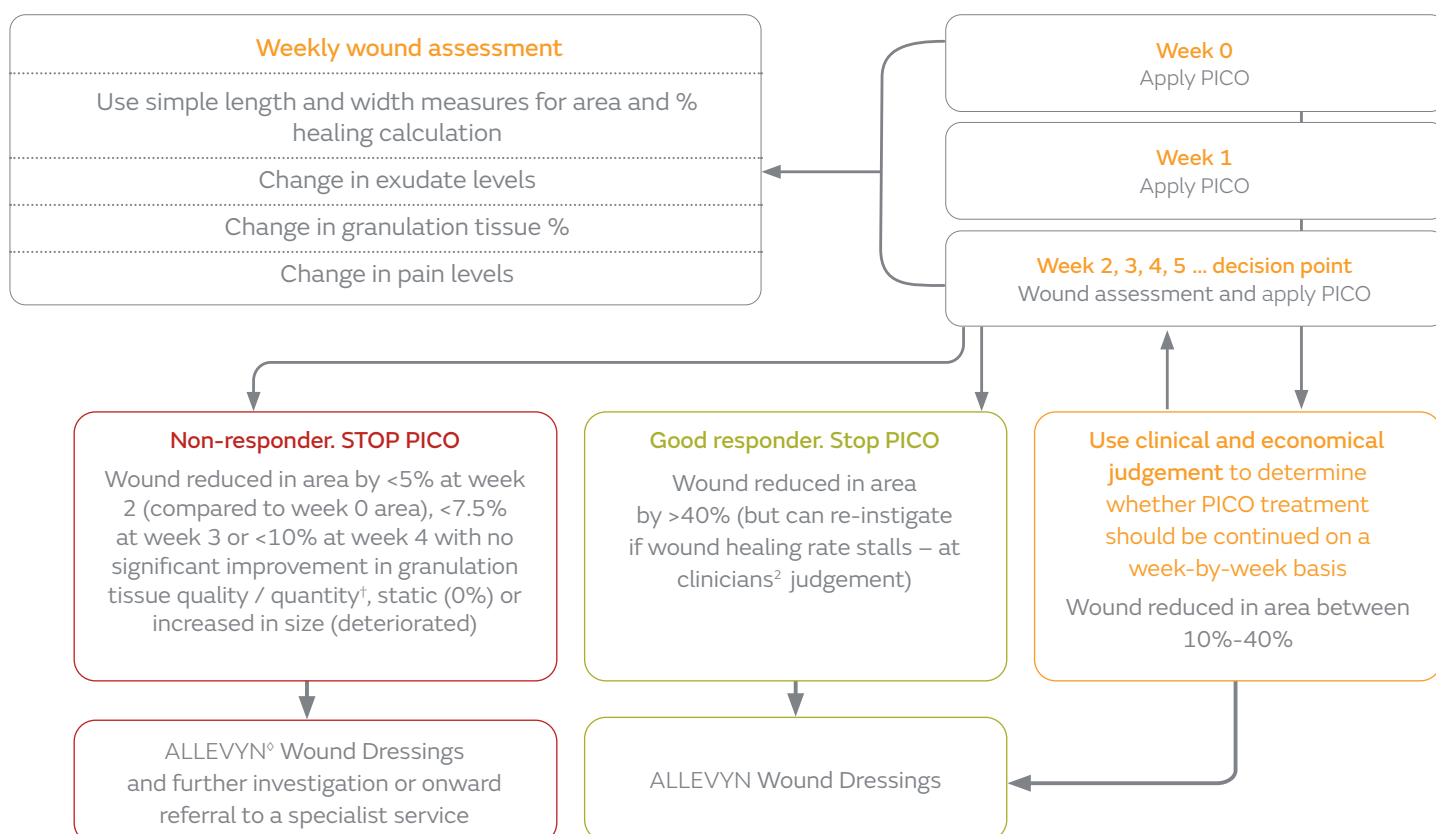 Weekly wound assessment
Use simple length and width measures for area and %
healing calculation
Change in exudate levels
Change in granulation tissue %
Change in pain levels
Week 0
Apply PICO
Week 1
Apply PICO
Week 2, 3, 4, 5 ... decision point
Wound assessment and apply PICO
Non-responder. STOP PICO
Wound reduced in area by <5% at week
2 (compared to week 0 area), <7.5%
at week 3 or <10% at week 4 with no
significant improvement in granulation
tissue quality / quantity†, static (0%) or
increased in size (deteriorated)
Good responder. Stop PICO
Wound reduced in area
by >40% (but can re-instigate
if wound healing rate stalls – at
clinicians² judgement)
Use clinical and economical
judgement to determine
whether PICO treatment
should be continued on a
week-by-week basis
Wound reduced in area between
10%-40%
ALLEVYN◊ Wound Dressings
and further investigation or onward
referral to a specialist service
ALLEVYN Wound Dressings